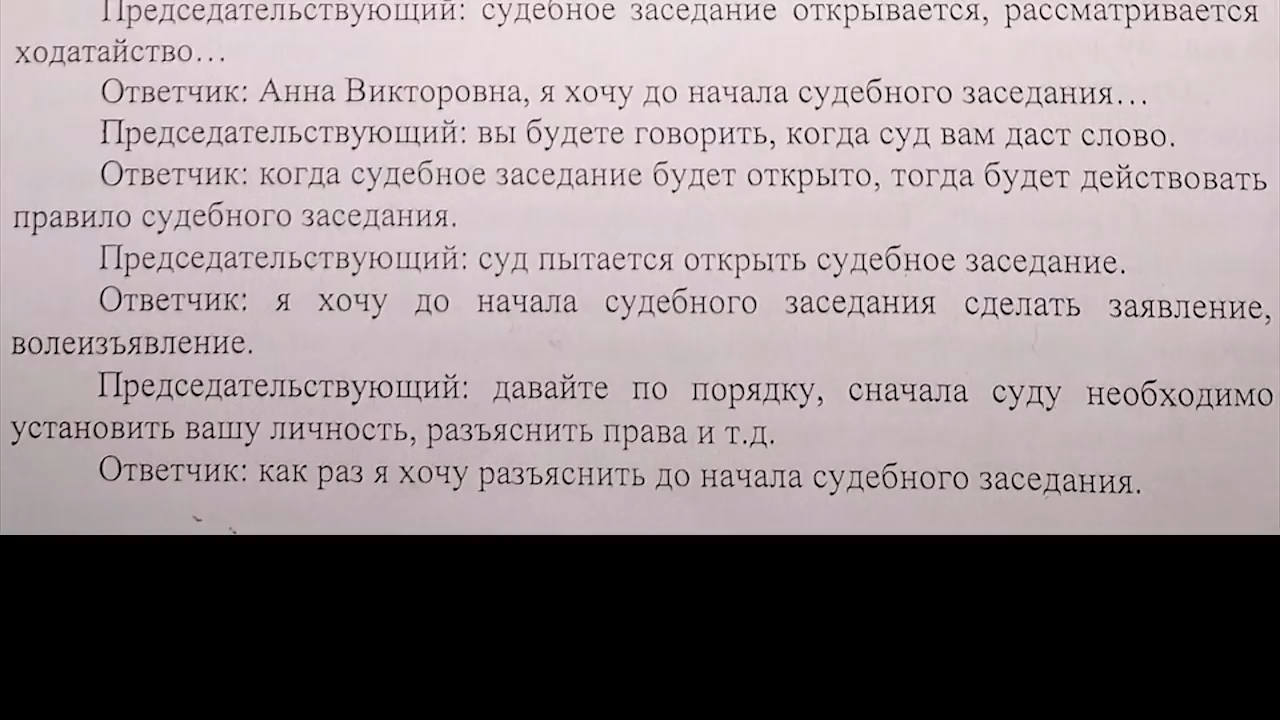 Председательствующий: судебное заседание открывается, рассматривается
ходатайство…
Ответчик: Анна Викторовна, я хочу до начала судебного заседания…
Председательствующий: вы будете говорить, когда суд вам даст слово.
Ответчик: когда судебное заседание будет открыто, тогда будет действовать
правило судебного заседания.
Председательствующий: суд пытается открыть судебное заседание.
Ответчик: я хочу до начала судебного заседания сделать заявление,
волеизъявление.
Председательствующий: давайте по порядку, сначала суду необходимо
установить вашу личность, разъяснить права и т.д.
Ответчик: как раз я хочу разъяснить до начала судебного заседания.